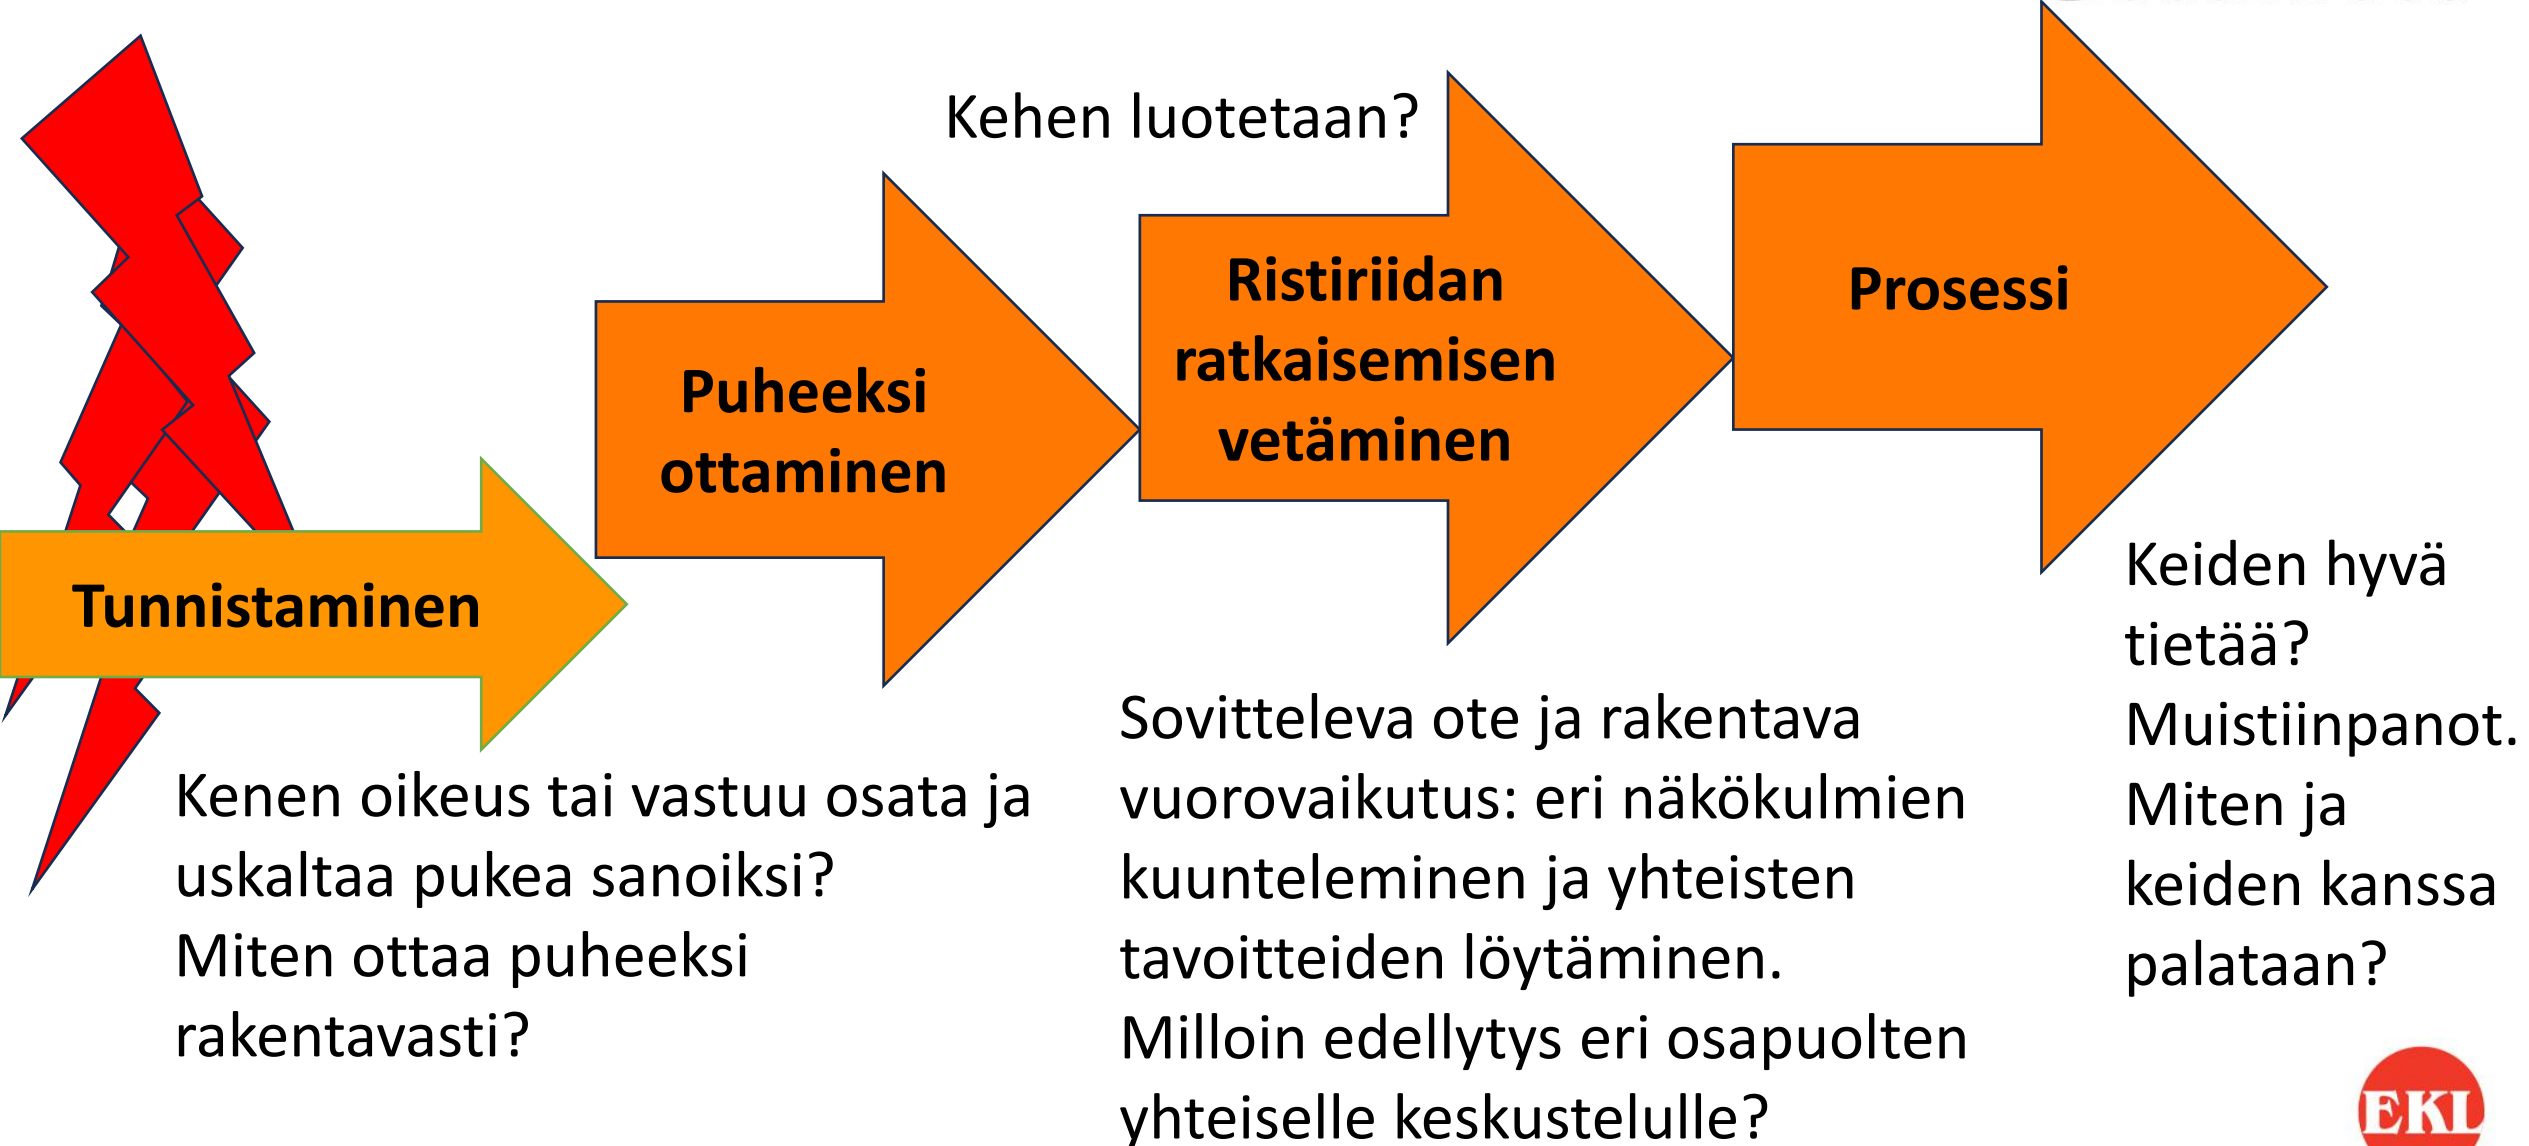 Kehen luotetaan?
Tunnistaminen
Puheeksi
ottaminen
Ristiriidan
ratkaisemisen
vetäminen
Prosessi
Kenen oikeus tai vastuu osata ja
uskaltaa pukea sanoiksi?
Miten ottaa puheeksi
rakentavasti?
Sovitteleva ote ja rakentava
vuorovaikutus: eri näkökulmien
kuunteleminen ja yhteisten
tavoitteiden löytäminen.
Milloin edellytys eri osapuolten
yhteiselle keskustelulle?
Keiden hyvä
tietää?
Muistiinpanot.
Miten ja
keiden kanssa
palataan?
EKL